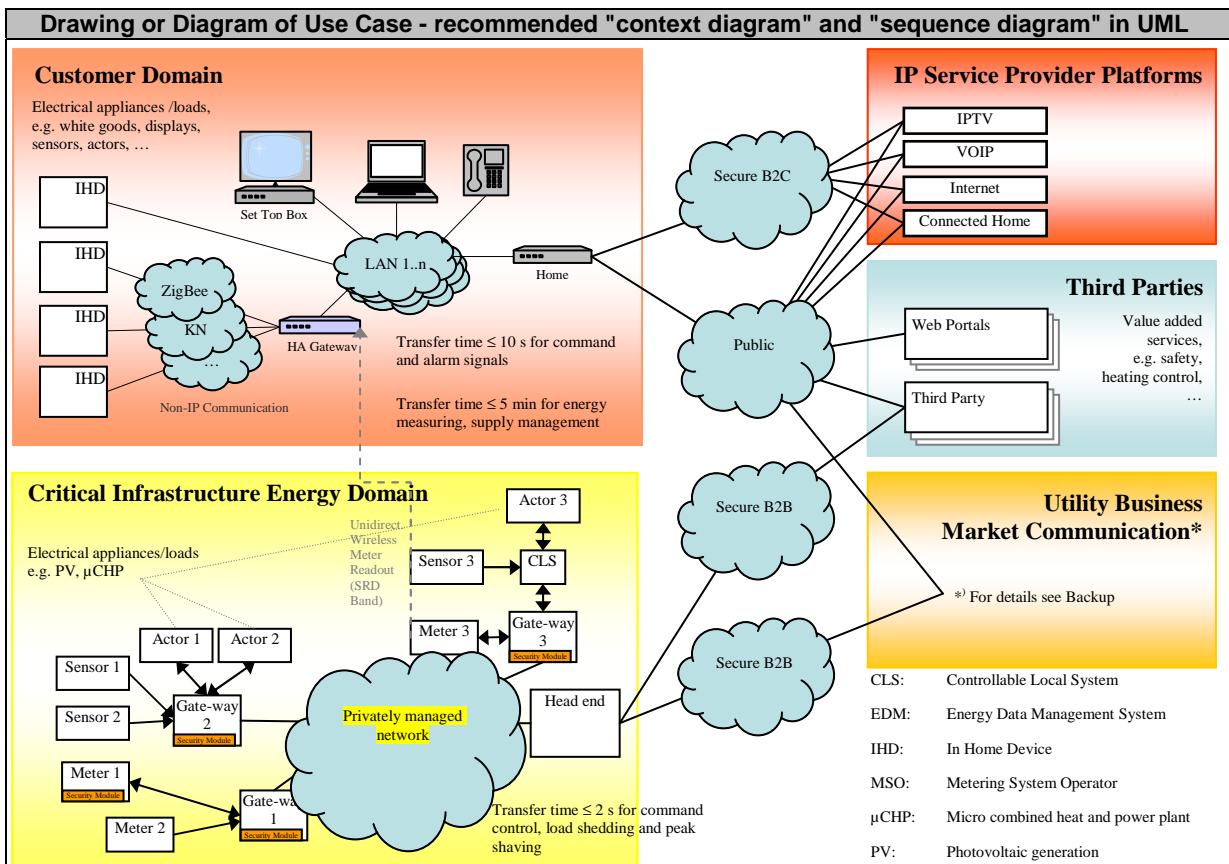 Drawing or Diagram of Use Case - recommended "context diagram" and "sequence diagram" in UML
Customer Domain
Electrical appliances /loads,
e.g. white goods, displays,
sensors, actors, …
IHD
IHD
IHD
IHD
Set Top Box
LAN 1..n
Home
ZigBee
KN
…
HA Gateway
Non-IP Communication
Transfer time ≤ 10 s for command
and alarm signals
Transfer time ≤ 5 min for energy
measuring, supply management
Critical Infrastructure Energy Domain
Electrical appliances/loads
e.g. PV, µCHP
Unidirect
Wireless
Meter
Readout
(SRD
Band)
Actor 3
Sensor 3
CLS
Meter 3
Gate-way
3
Security Module
Actor 1
Actor 2
Sensor 1
Sensor 2
Gate-way
2
Security Module
Meter 1
Security Module
Meter 2
Gate-way
1
Security Module
Privately managed
network
Head end
Transfer time ≤ 2 s for command
control, load shedding and peak
shaving
Secure B2C
Public
Secure B2B
Secure B2B
IP Service Provider Platforms
IPTV
VOIP
Internet
Connected Home
Third Parties
Web Portals
Third Party
Value added
services,
e.g. safety,
heating control,
…
Utility Business
Market Communication*
*) For details see Backup
CLS: Controllable Local System
EDM: Energy Data Management System
IHD: In Home Device
MSO: Metering System Operator
µCHP: Micro combined heat and power plant
PV: Photovoltaic generation